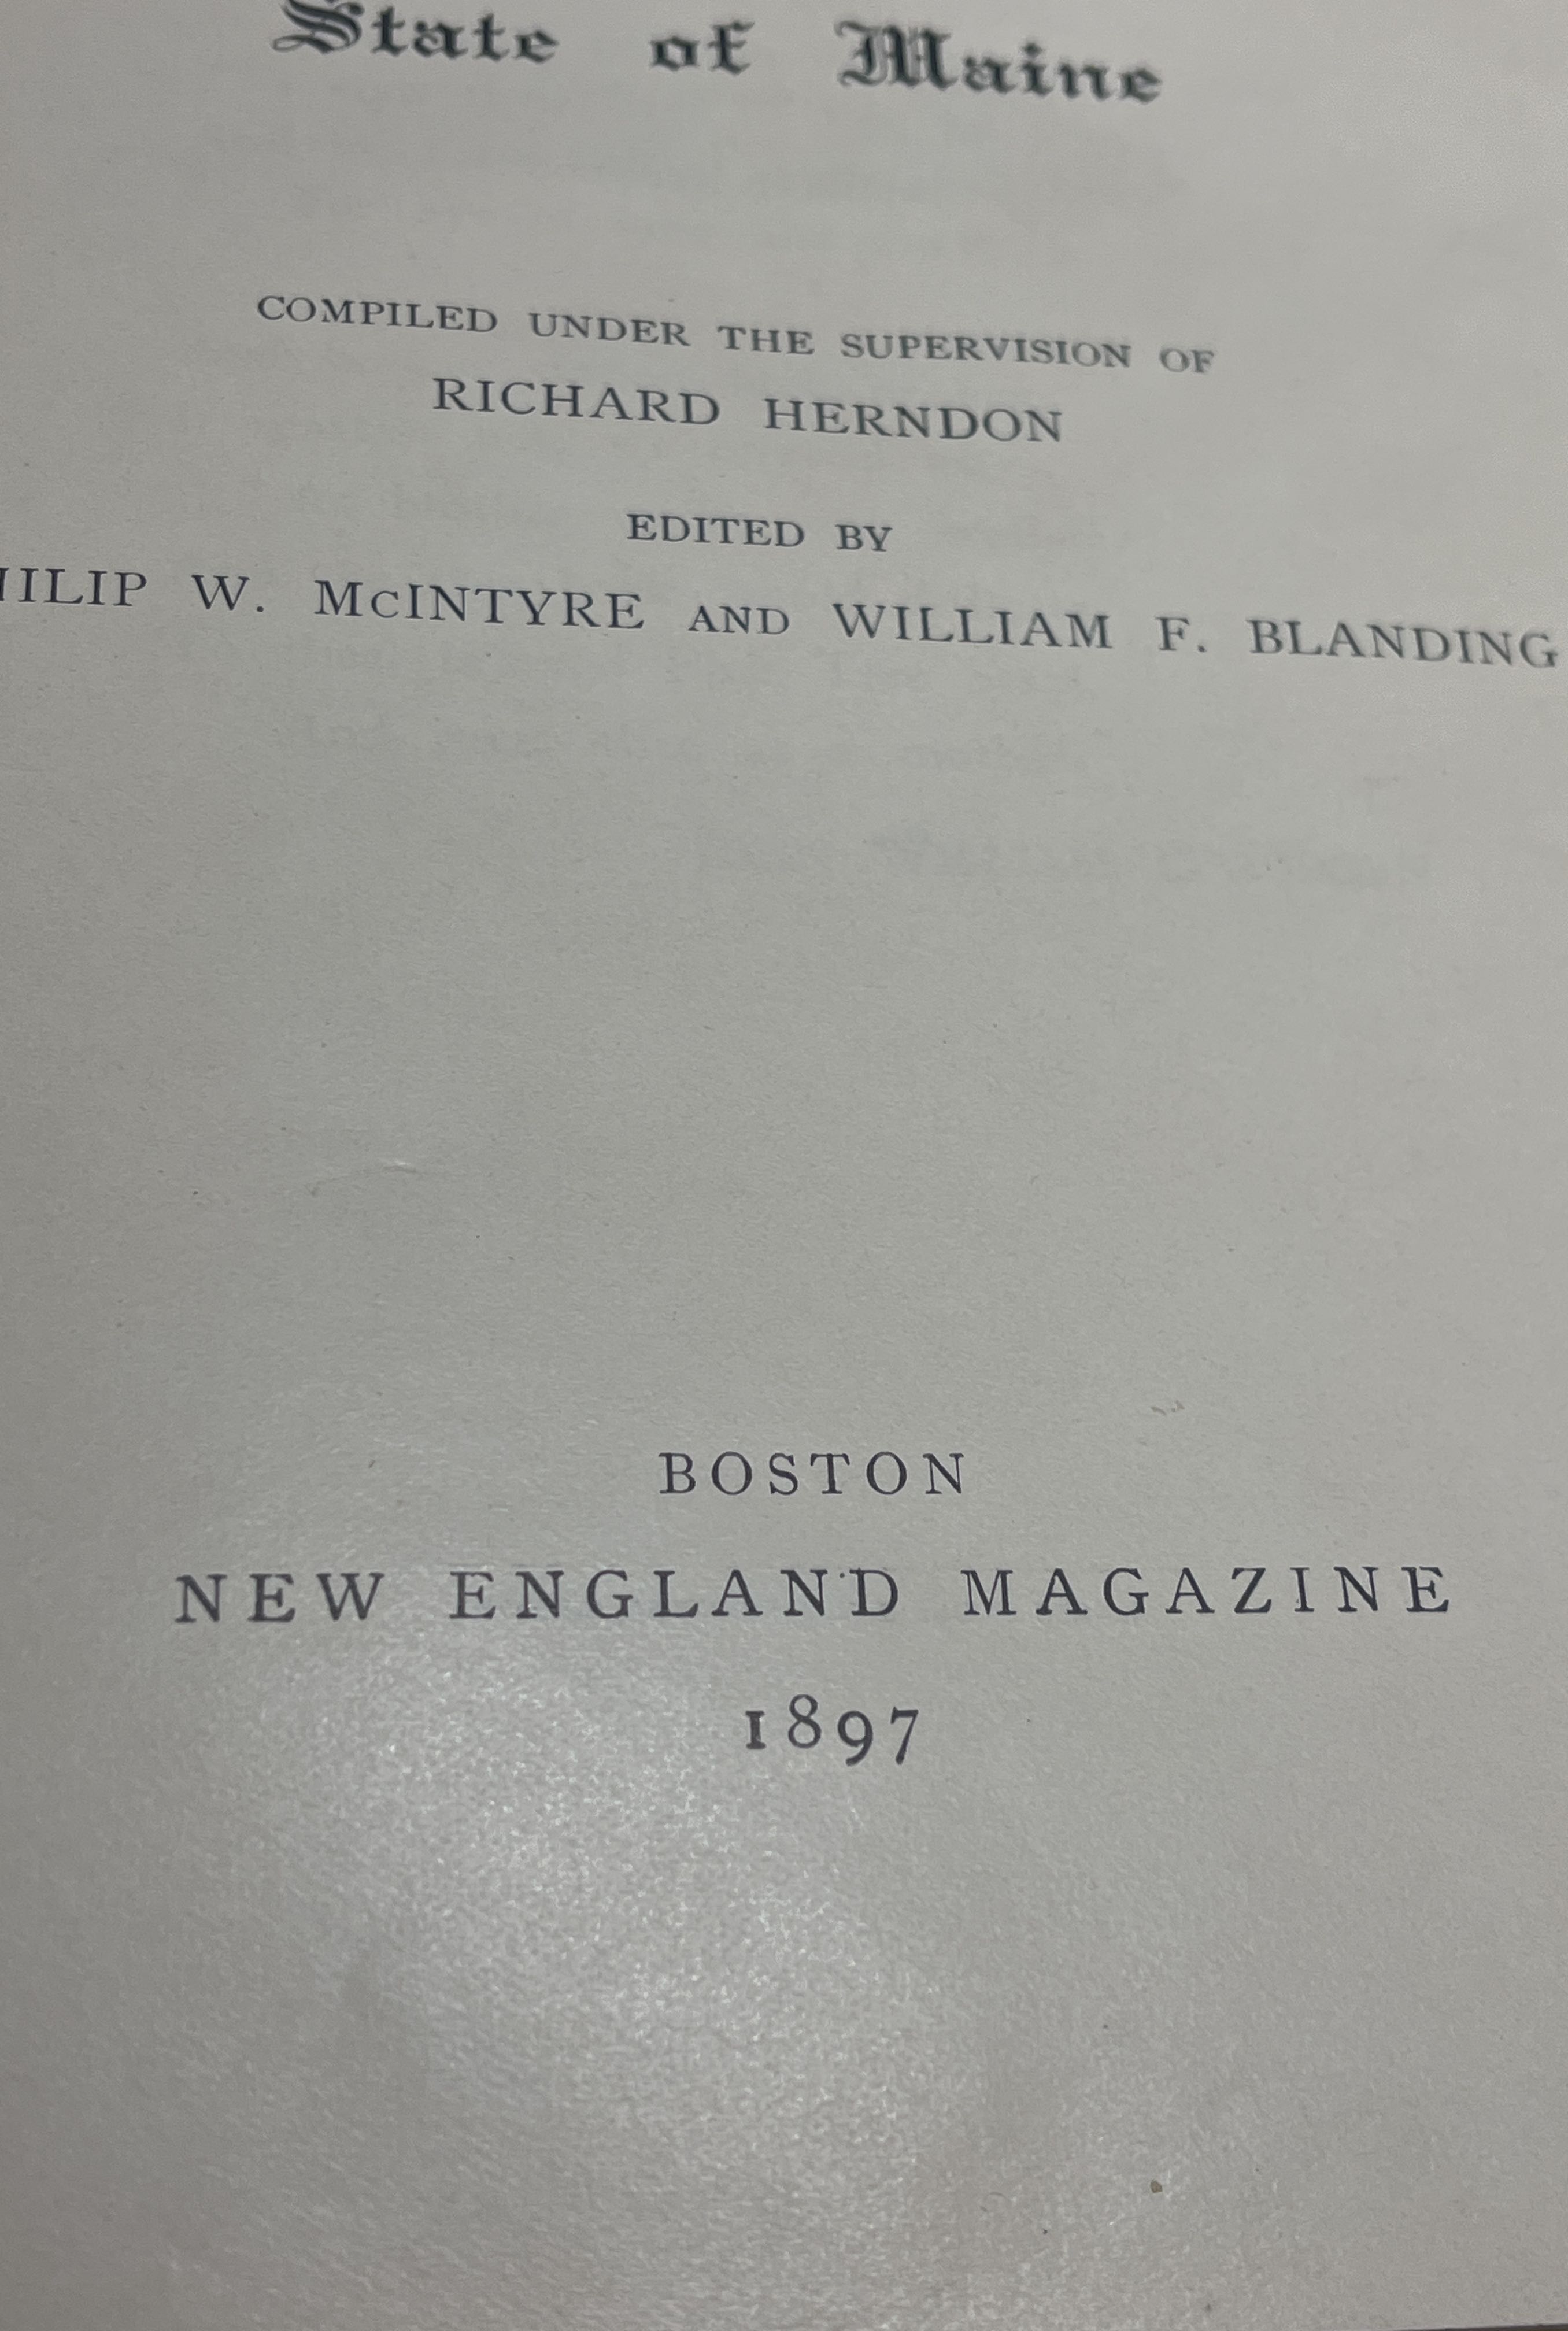 State of Maine
COMPILED UNDER THE SUPERVISION OF
RICHARD HERNDON
EDITED BY
HILIP W. McINTYRE AND WILLIAM F. BLANDING
BOSTON
NEW ENGLAND MAGAZINE
1897